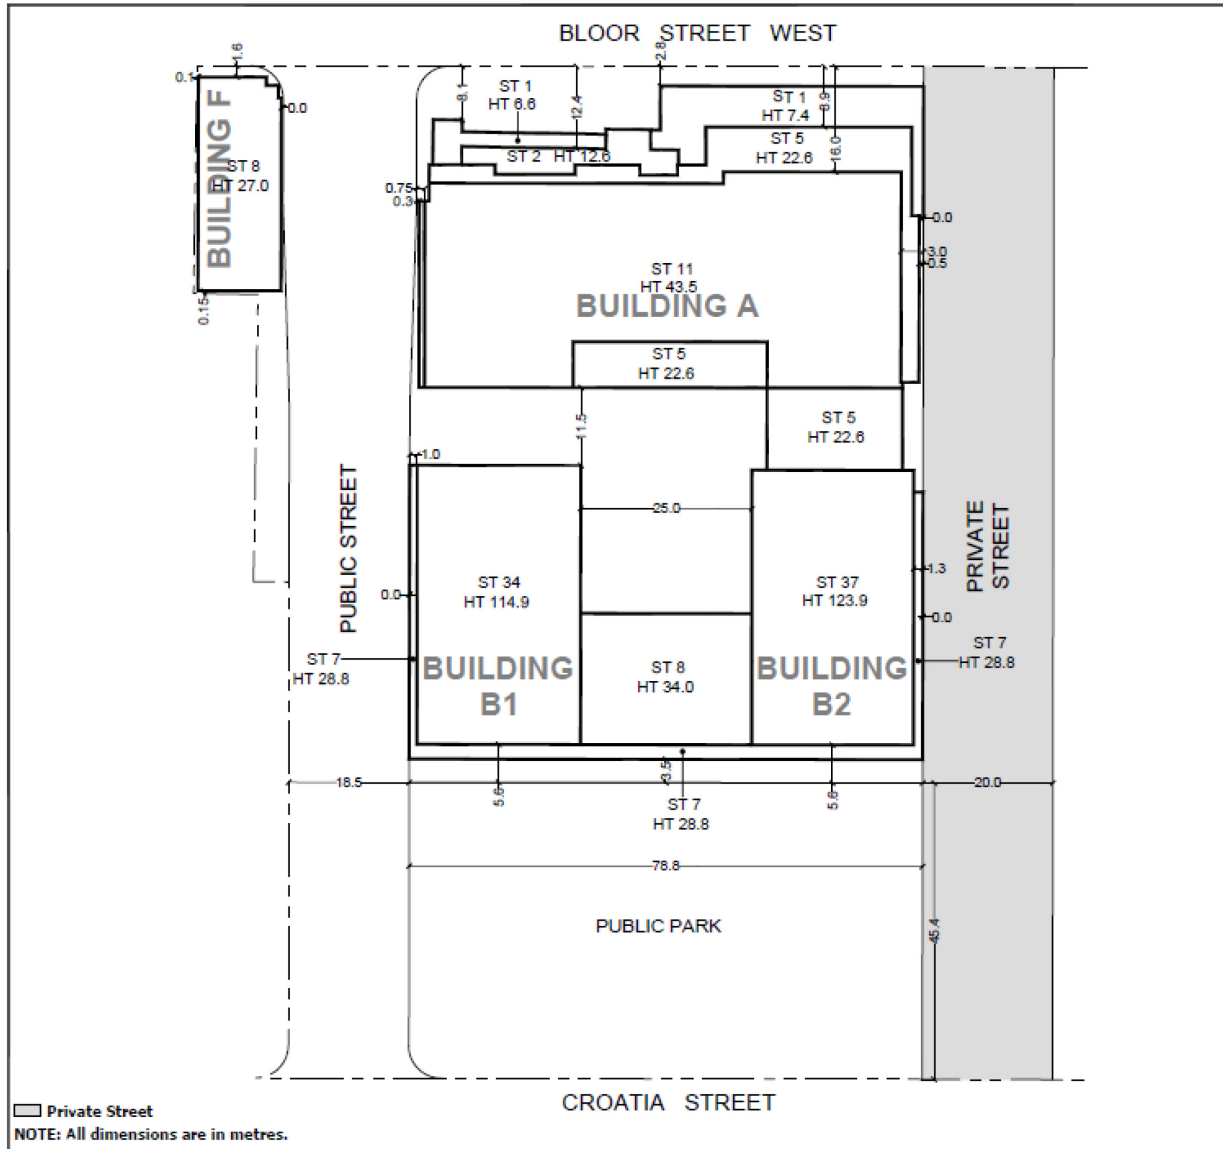 BLOOR STREET WEST
1.6
2.8
0.1
8.1
ST 1
HT 6.6
12.4
ST 1
HT 7.4
8.9
0.0
BUILDING F
ST 8
HT 27.0
ST 2 HT 12.6
ST 5
HT 22.6
16.0
0.75
0.3
0.0
3.0
0.5
ST 11
HT 43.5
BUILDING A
0.15
ST 5
HT 22.6
11.5
ST 5
HT 22.6
1.0
PUBLIC STREET
25.0
PRIVATE
STREET
ST 34
HT 114.9
ST 37
HT 123.9
1.3
0.0
0.0
ST 7
HT 28.8
BUILDING
B1
ST 8
HT 34.0
BUILDING
B2
ST 7
HT 28.8
18.5
5.6
3.5
5.6
20.0
ST 7
HT 28.8
78.8
PUBLIC PARK
45.4
CROATIA STREET
Private Street
NOTE: All dimensions are in metres.